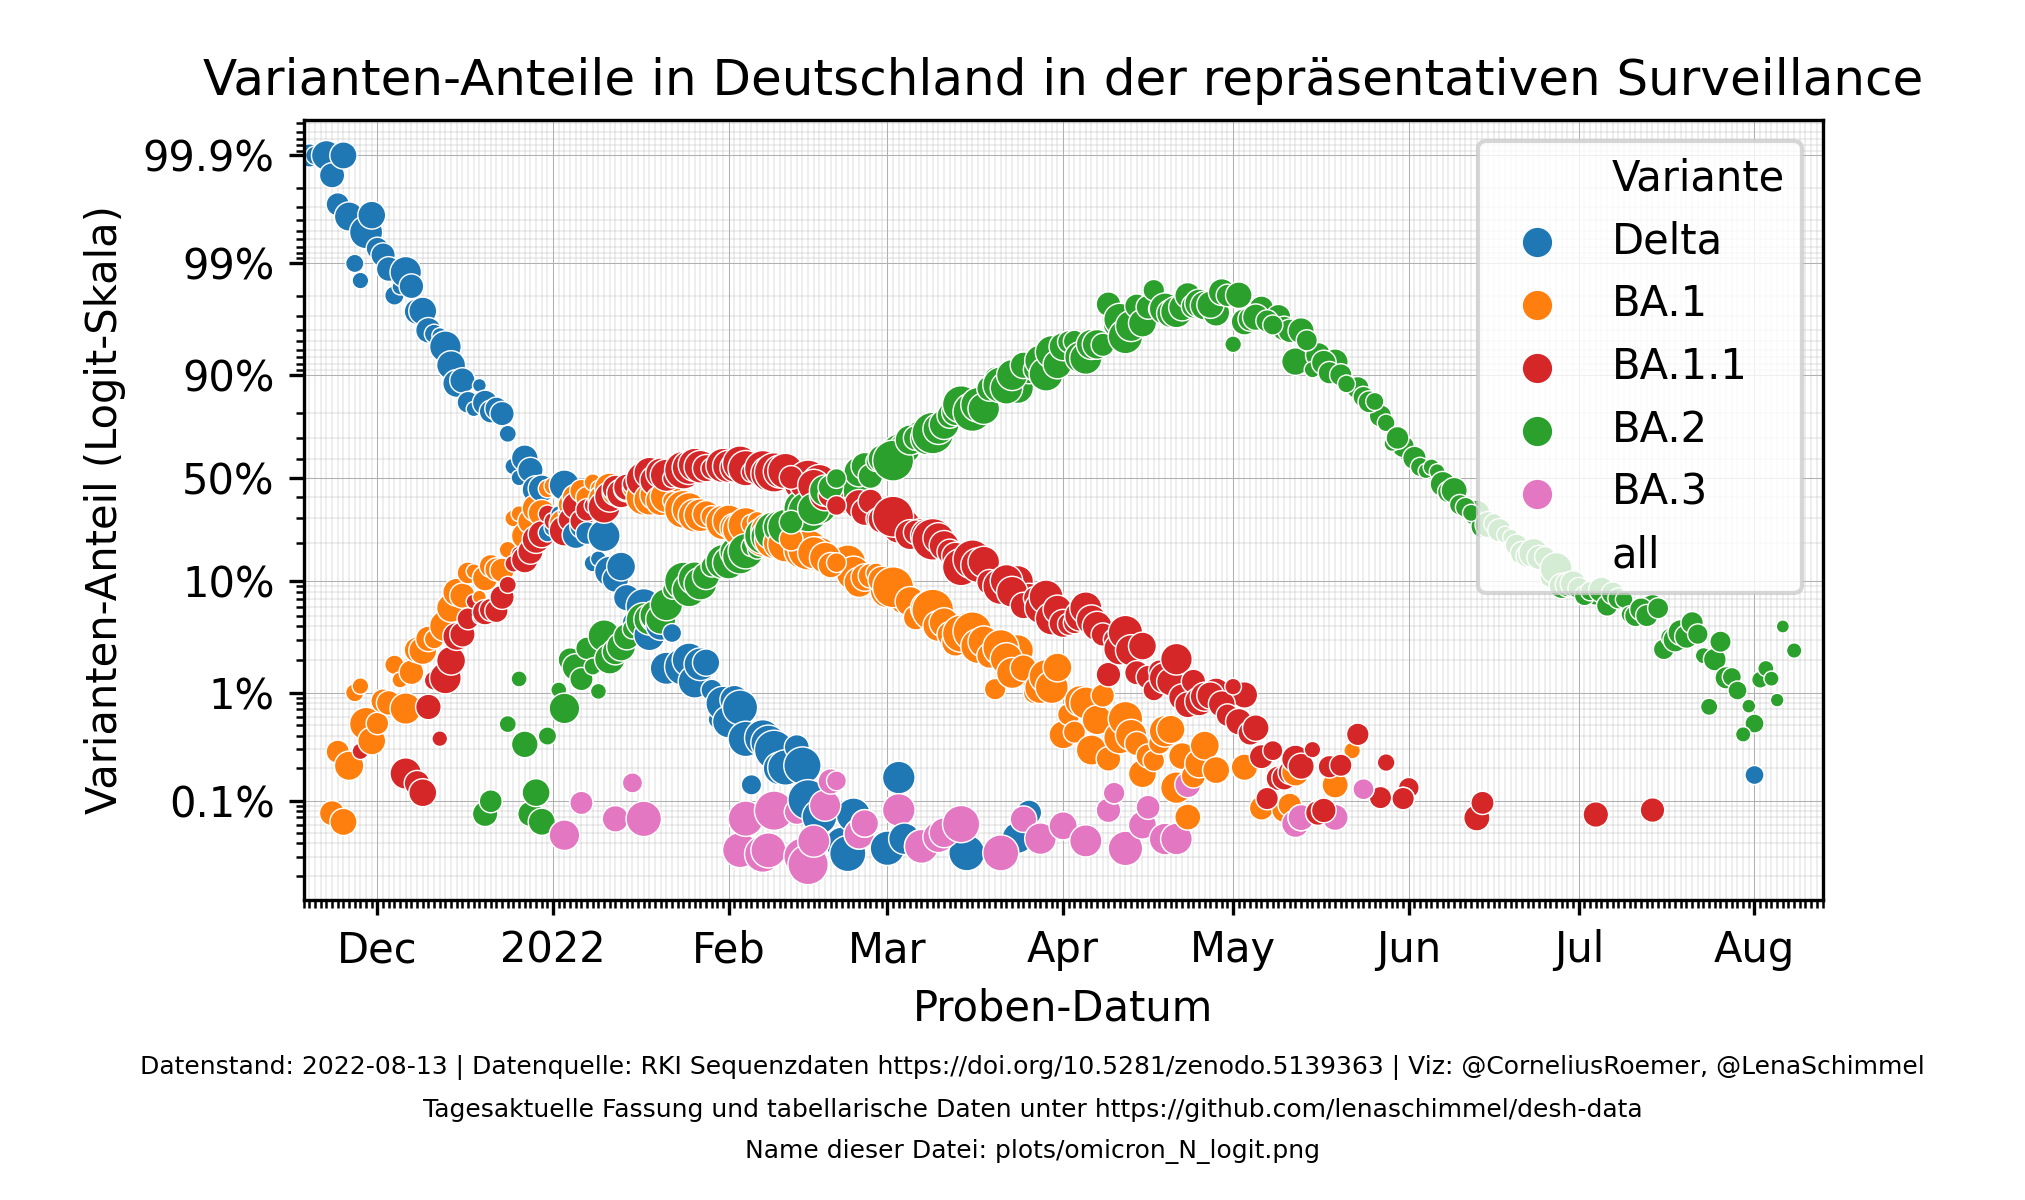 Varianten-Anteile in Deutschland in der repräsentativen Surveillance
Varianten-Anteil (Logit-Skala)
99.9%
99%
90%
50%
10%
1%
0.1%
Variante
Delta
BA.1
BA.1.1
BA.2
BA.3
all
Dec 2022 Feb Mar Apr May Jun Jul Aug
Proben-Datum
Datenstand: 2022-08-13 | Datenquelle: RKI Sequenzdaten https://doi.org/10.5281/zenodo.5139363 | Viz: @CorneliusRoemer, @LenaSchimmel
Tagesaktuelle Fassung und tabellarische Daten unter https://github.com/lenaschimmel/desh-data
Name dieser Datei: plots/omicron_N_logit.png